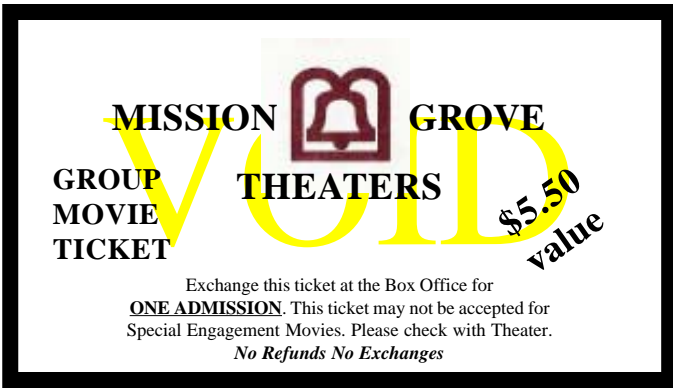 MISSION GROVE
THEATERS
VOID
GROUP
MOVIE
TICKET
$5.50
value
Exchange this ticket at the Box Office for
ONE ADMISSION. This ticket may not be accepted for
Special Engagement Movies. Please check with Theater.
No Refunds No Exchanges